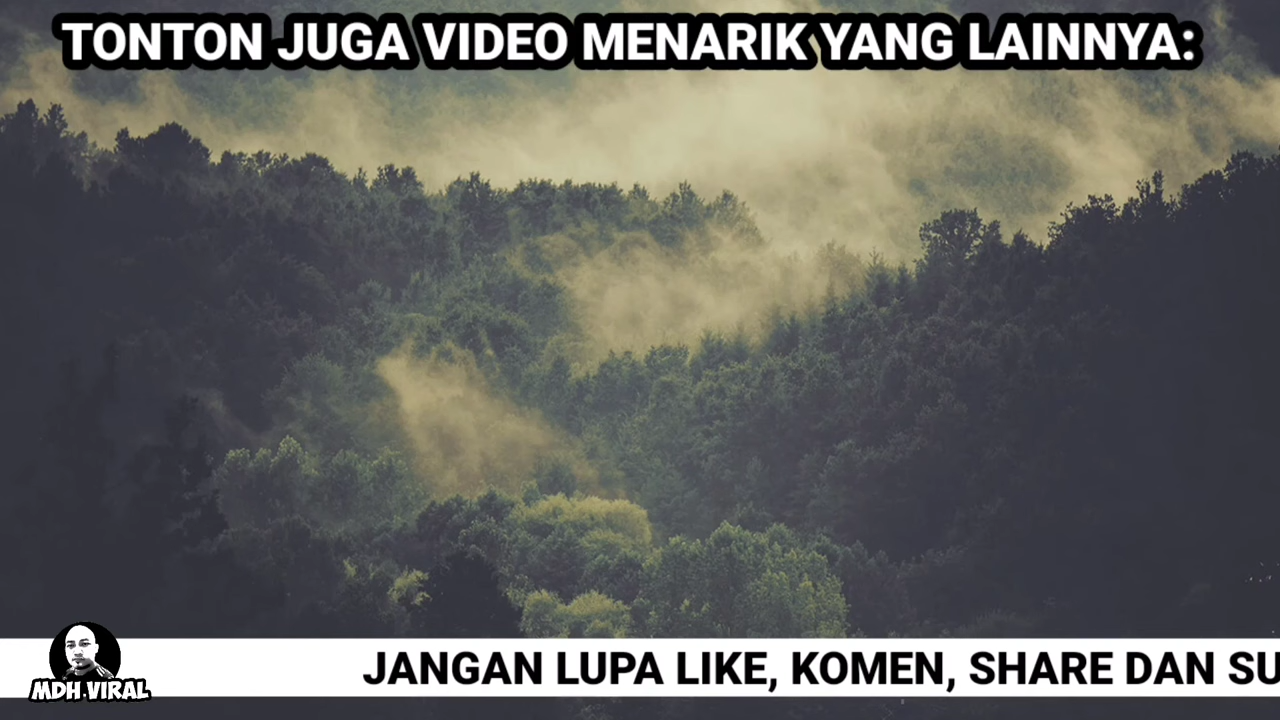 TONTON JUGA VIDEO MENARIK YANG LAINNYA:
JANGAN LUPA LIKE, KOMEN, SHARE DAN SU
MDH.VIRAL